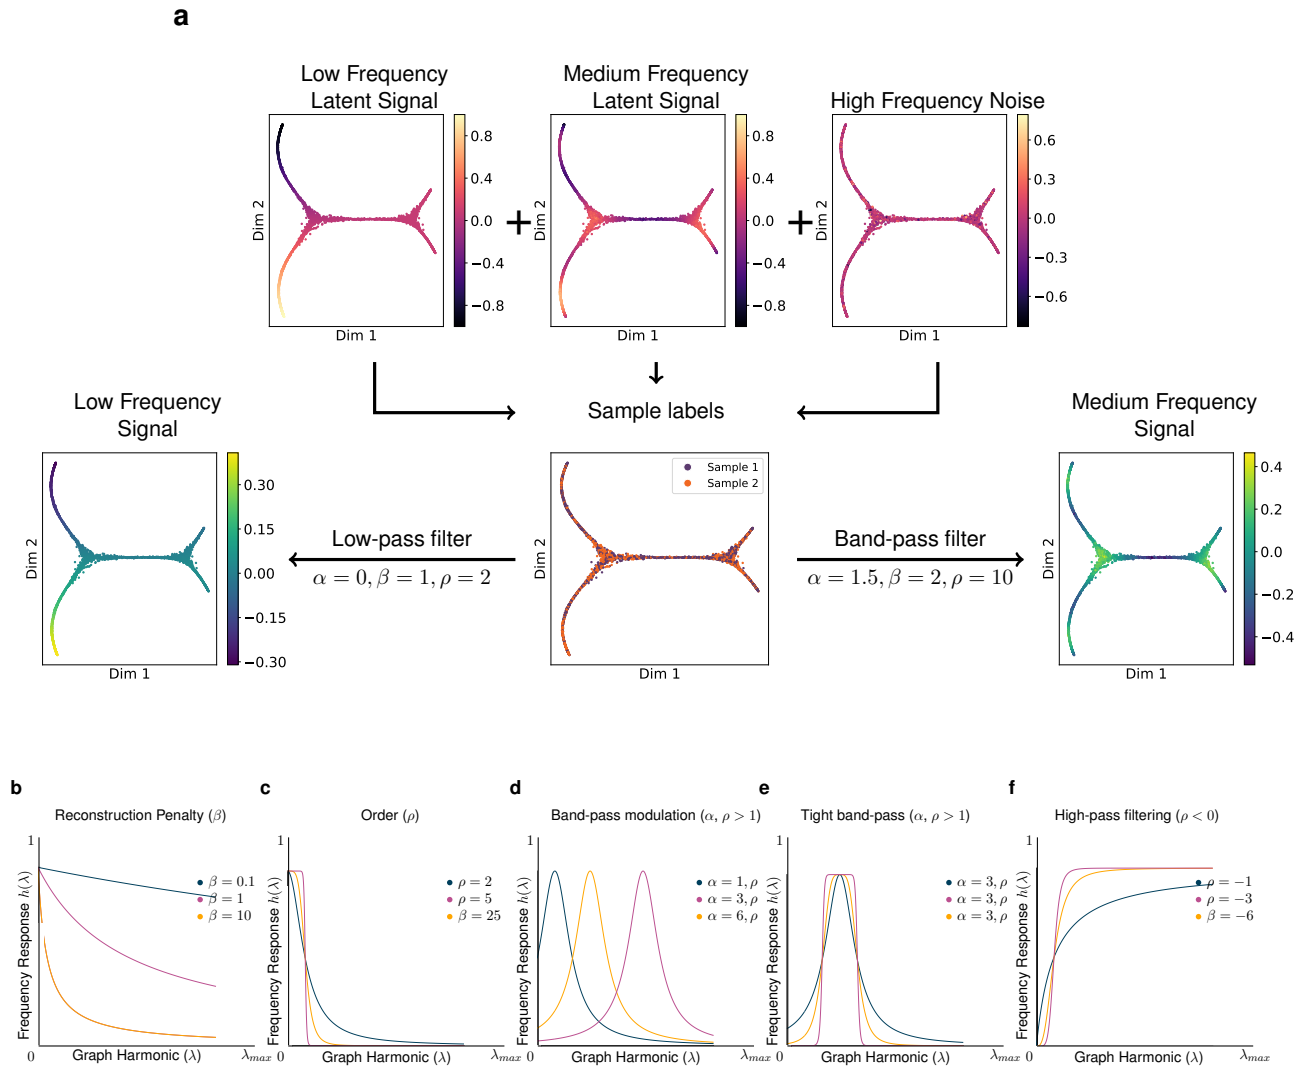 a
Low Frequency
Latent Signal
Medium Frequency
Latent Signal
High Frequency Noise
0.8
0.4
0.0
−0.4
−0.8
Dim 2
Dim 1
+
0.8
0.4
0.0
−0.4
−0.8
Dim 2
Dim 1
+
0.6
0.3
0.0
−0.3
−0.6
Dim 2
Dim 1
Sample labels
Low Frequency
Signal
0.30
0.15
0.00
−0.15
−0.30
Dim 2
Dim 1
Low-pass filter
α = 0, β = 1, ρ = 2
Sample 1
Sample 2
Dim 2
Dim 1
Band-pass filter
α = 1.5, β = 2, ρ = 10
Medium Frequency
Signal
0.4
0.2
0.0
−0.2
−0.4
Dim 2
Dim 1
b
Reconstruction Penalty (β)
1
β = 0.1
β = 1
β = 10
Frequency Response h(λ)
0
Graph Harmonic (λ)
λmax
c
Order (ρ)
1
ρ = 2
ρ = 5
β = 25
Frequency Response h(λ)
0
Graph Harmonic (λ)
λmax
d
Band-pass modulation (α, ρ > 1)
1
α = 1, ρ
α = 3, ρ
α = 6, ρ
Frequency Response h(λ)
0
Graph Harmonic (λ)
λmax
e
Tight band-pass (α, ρ > 1)
1
α = 3, ρ
α = 3, ρ
α = 3, ρ
Frequency Response h(λ)
0
Graph Harmonic (λ)
λmax
f
High-pass filtering (ρ < 0)
1
ρ = −1
ρ = −3
β = −6
Frequency Response h(λ)
0
Graph Harmonic (λ)
λmax